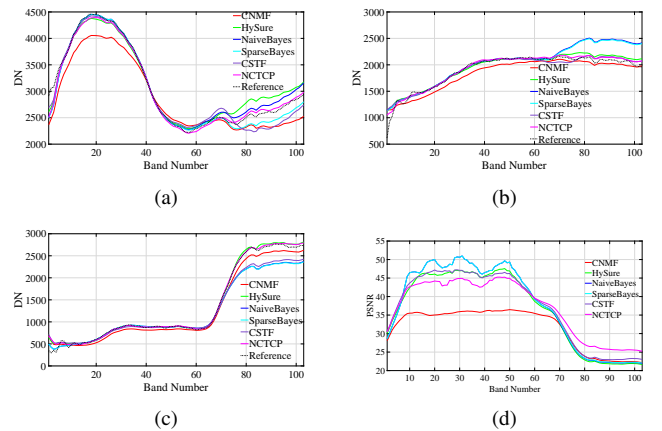 4500
4000
3500
3000
2500
2000
DN
0 20 40 60 80 100
Band Number
CNMF
HySure
NaiveBayes
SparseBayes
CSTF
NCTCP
Reference
(a)
3000
2500
2000
1500
1000
500
DN
0 20 40 60 80 100
Band Number
CNMF
HySure
NaiveBayes
SparseBayes
CSTF
NCTCP
Reference
(b)
3000
2500
2000
1500
1000
500
0
DN
0 20 40 60 80 100
Band Number
CNMF
HySure
NaiveBayes
SparseBayes
CSTF
NCTCP
Reference
(c)
55
50
45
40
35
30
25
20
PSNR
10 20 30 40 50 60 70 80 90 100
Band Number
CNMF
HySure
NaiveBayes
SparseBayes
CSTF
NCTCP
(d)